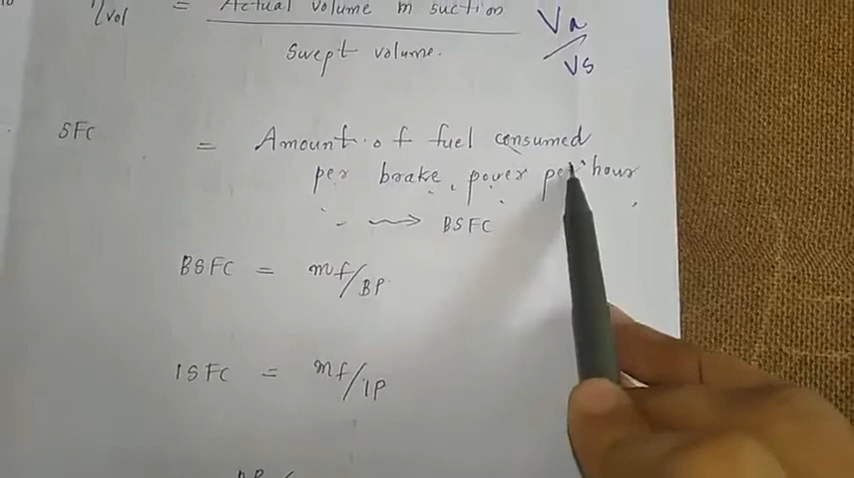 ηvol = Actual volume in suction
Swept volume.
Va
/
Vs
SFC = Amount of fuel consumed
per brake power per hour
→ BSFC
BSFC = mf/BP
ISFC = mf/IP